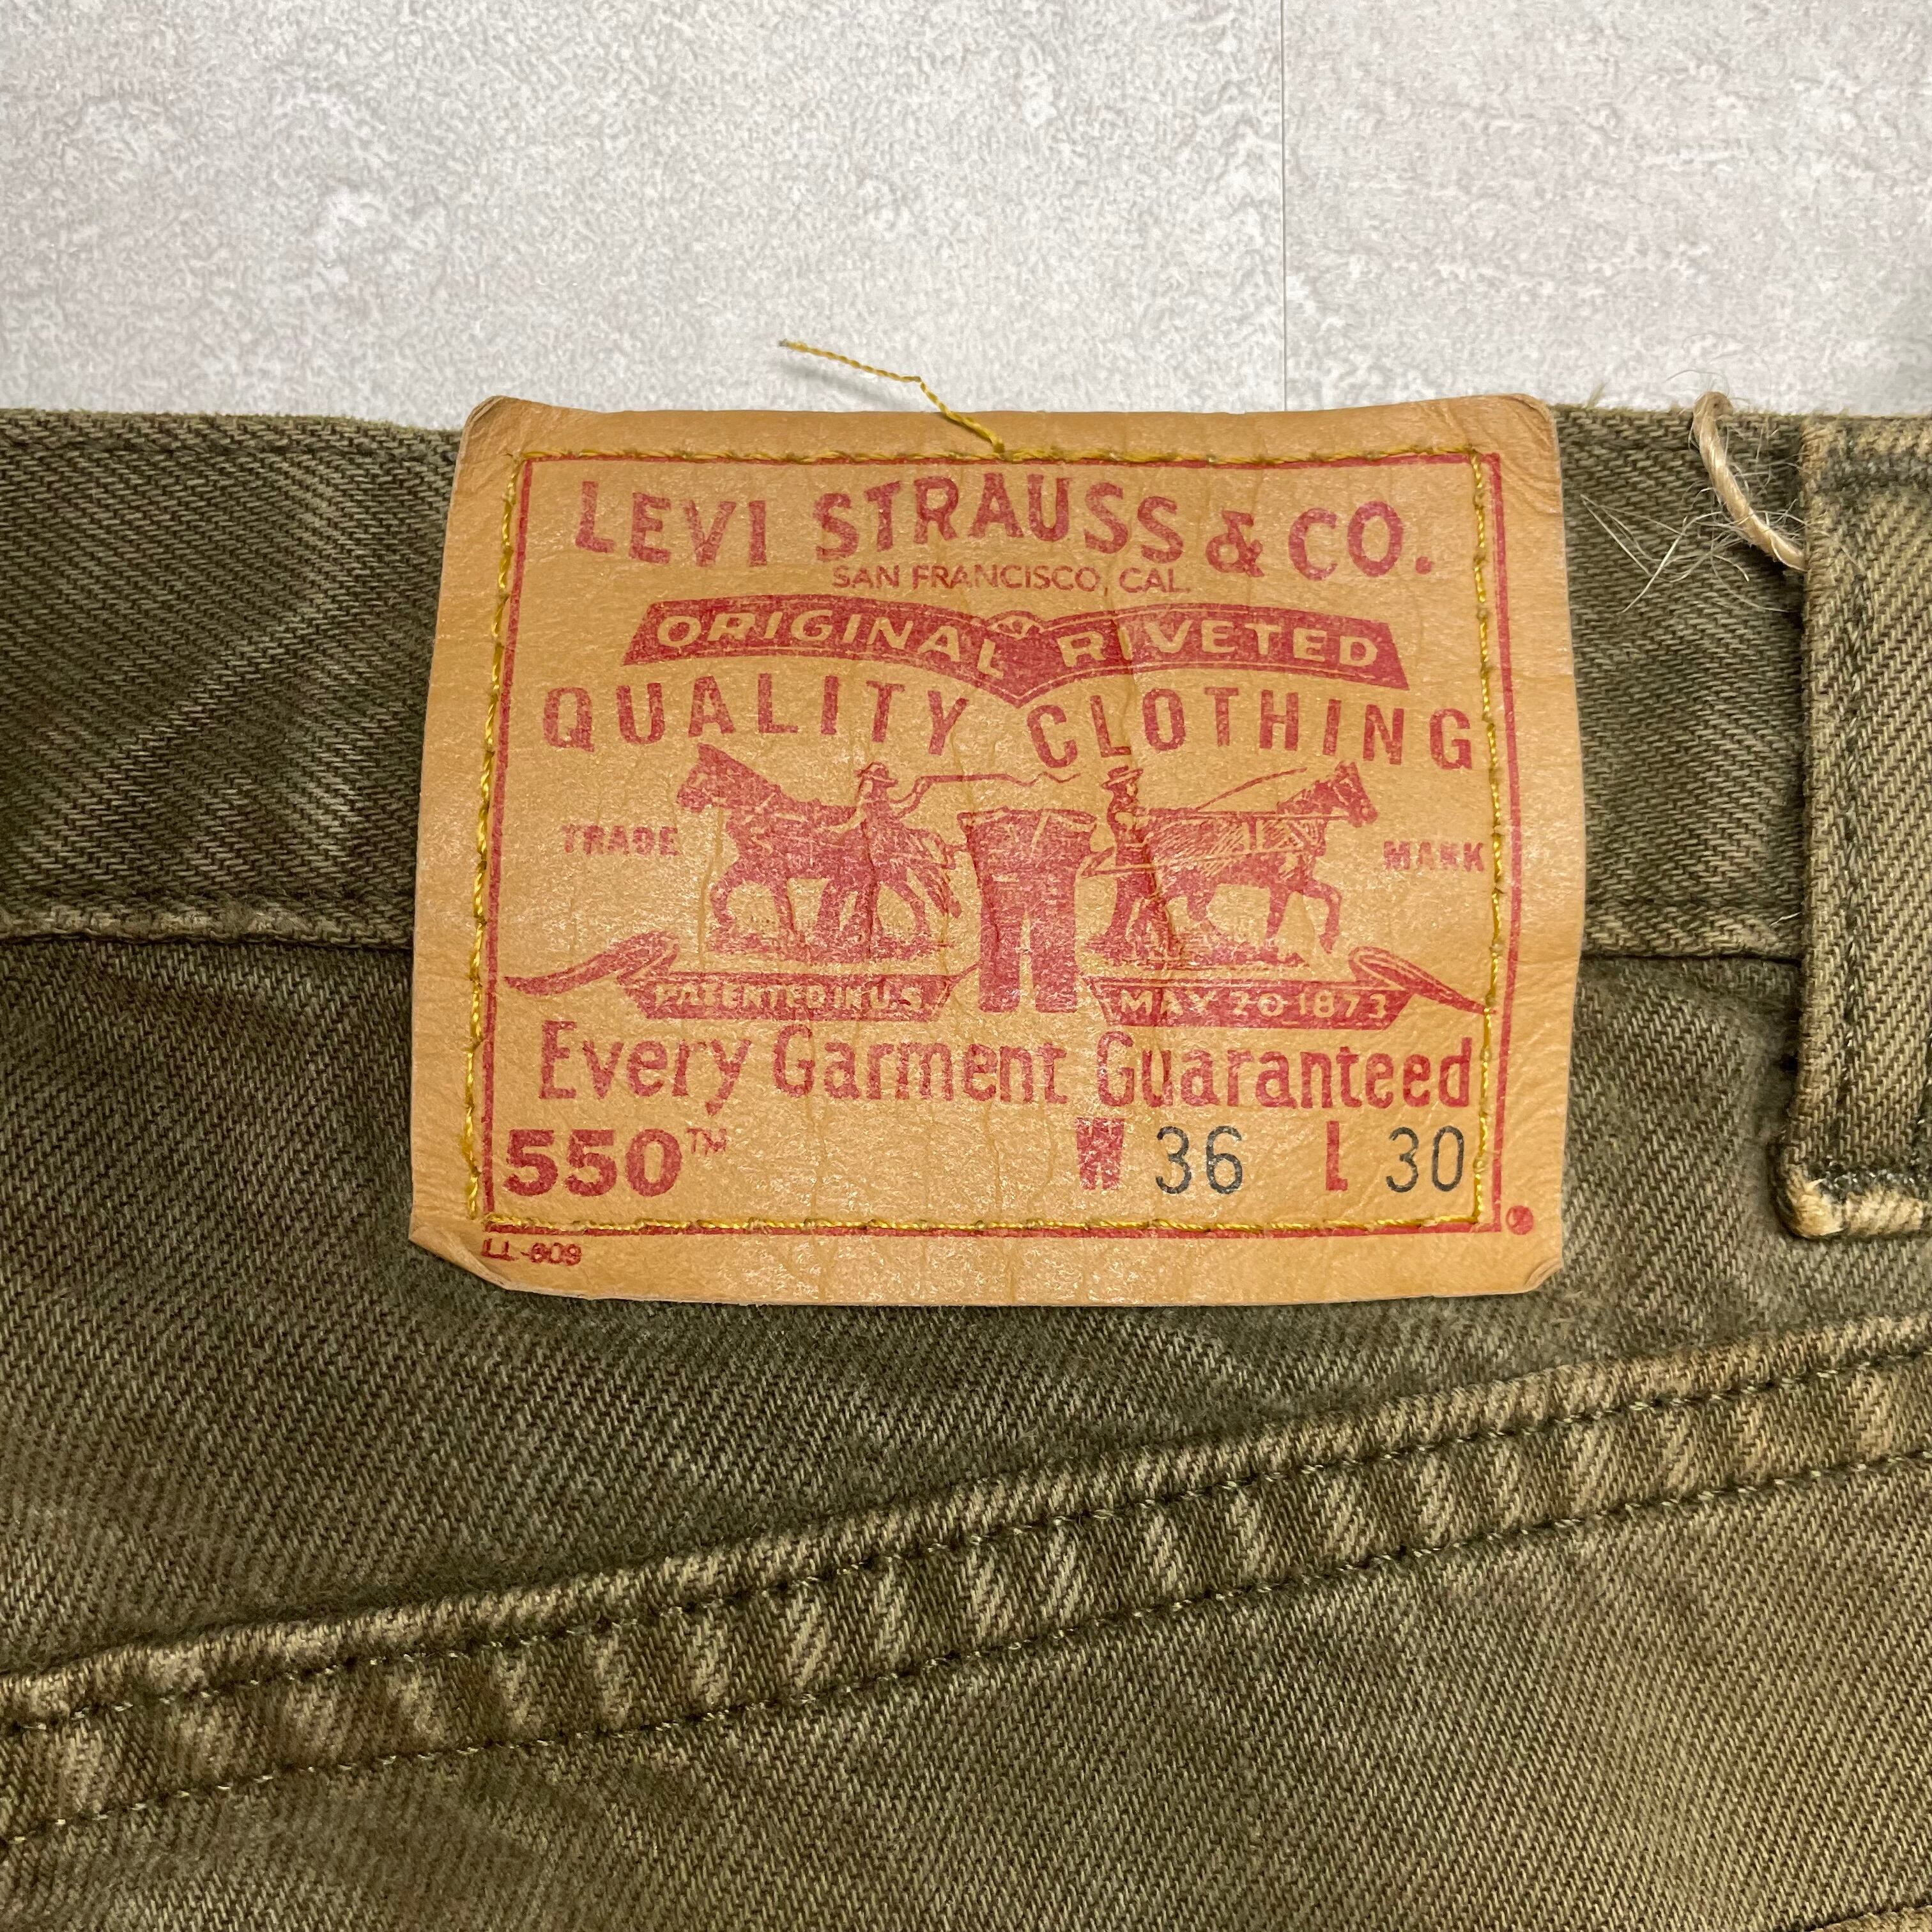 LEVI STRAUSS & CO.
SAN FRANCISCO, CAL.
ORIGINAL RIVETED
QUALITY CLOTHING
TRADE MARK
PATENTED IN U.S. MAY 20 1873
Every Garment Guaranteed
550™ W 36 L 30
LL-609